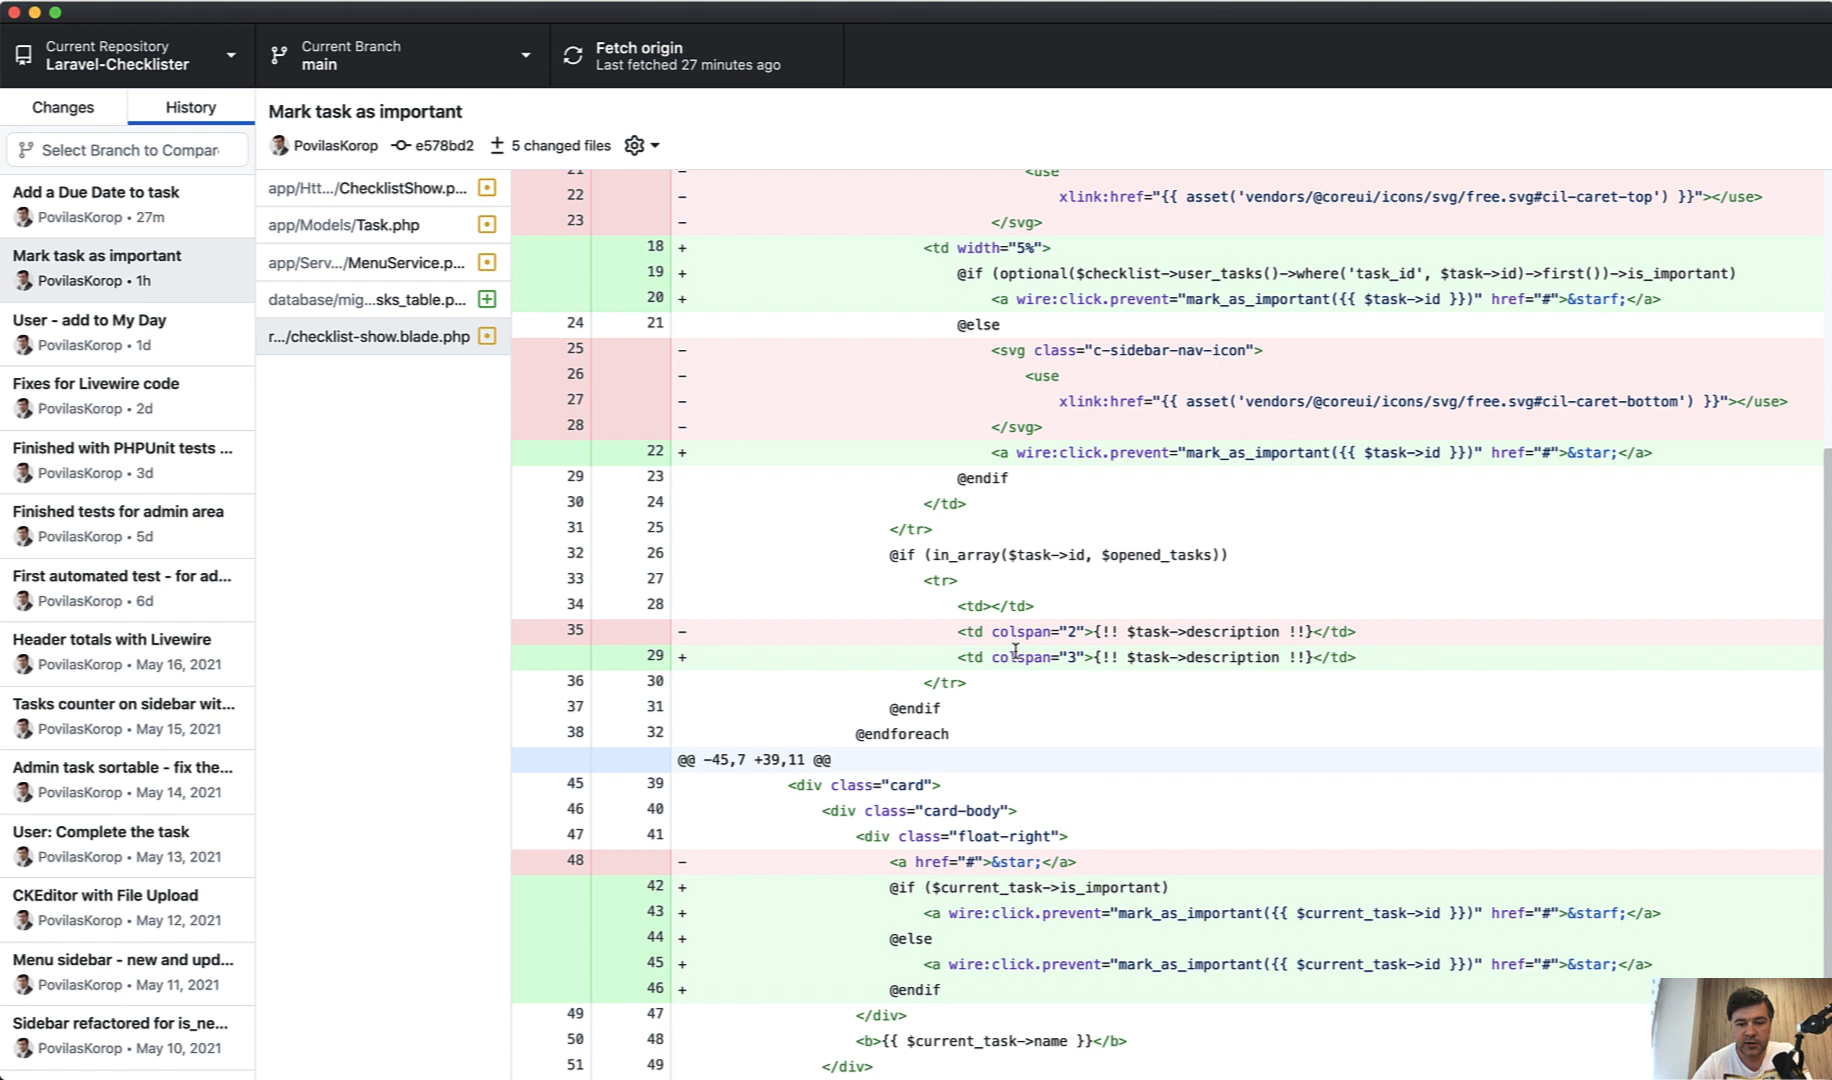 Current Repository
Laravel-Checklister
Current Branch
main
Fetch origin
Last fetched 27 minutes ago
Changes
History
Select Branch to Compar
Add a Due Date to task
PovilasKorop • 27m
Mark task as important
PovilasKorop • 1h
User - add to My Day
PovilasKorop • 1d
Fixes for Livewire code
PovilasKorop • 2d
Finished with PHPUnit tests ...
PovilasKorop • 3d
Finished tests for admin area
PovilasKorop • 5d
First automated test - for ad...
PovilasKorop • 6d
Header totals with Livewire
PovilasKorop • May 16, 2021
Tasks counter on sidebar wit...
PovilasKorop • May 15, 2021
Admin task sortable - fix the...
PovilasKorop • May 14, 2021
User: Complete the task
PovilasKorop • May 13, 2021
CKEditor with File Upload
PovilasKorop • May 12, 2021
Menu sidebar - new and upd...
PovilasKorop • May 11, 2021
Sidebar refactored for is_ne...
PovilasKorop • May 10, 2021
Mark task as important
PovilasKorop e578bd2 5 changed files
app/Htt.../ChecklistShow.p...
app/Models/Task.php
app/Serv.../MenuService.p...
database/mig...sks_table.p...
r.../checklist-show.blade.php
21 - <use
22 - xlink:href="{{ asset('vendors/@coreui/icons/svg/free.svg#cil-caret-top') }}"></use>
23 - </svg>
18 + <td width="5%">
19 + @if (optional($checklist->user_tasks()->where('task_id', $task->id)->first())->is_important)
20 + <a wire:click.prevent="mark_as_important({{ $task->id }})" href="#">&starf;</a>
24 21 @else
25 - <svg class="c-sidebar-nav-icon">
26 - <use
27 - xlink:href="{{ asset('vendors/@coreui/icons/svg/free.svg#cil-caret-bottom') }}"></use>
28 - </svg>
22 + <a wire:click.prevent="mark_as_important({{ $task->id }})" href="#">&star;</a>
29 23 @endif
30 24 </td>
31 25 </tr>
32 26 @if (in_array($task->id, $opened_tasks))
33 27 <tr>
34 28 <td></td>
35 - <td colspan="2">{!! $task->description !!}</td>
29 + <td colspan="3">{!! $task->description !!}</td>
36 30 </tr>
37 31 @endif
38 32 @endforeach
@@ -45,7 +39,11 @@
45 39 <div class="card">
46 40 <div class="card-body">
47 41 <div class="float-right">
48 - <a href="#">&star;</a>
42 + @if ($current_task->is_important)
43 + <a wire:click.prevent="mark_as_important({{ $current_task->id }})" href="#">&starf;</a>
44 + @else
45 + <a wire:click.prevent="mark_as_important({{ $current_task->id }})" href="#">&star;</a>
46 + @endif
49 47 </div>
50 48 <b>{{ $current_task->name }}</b>
51 49 </div>